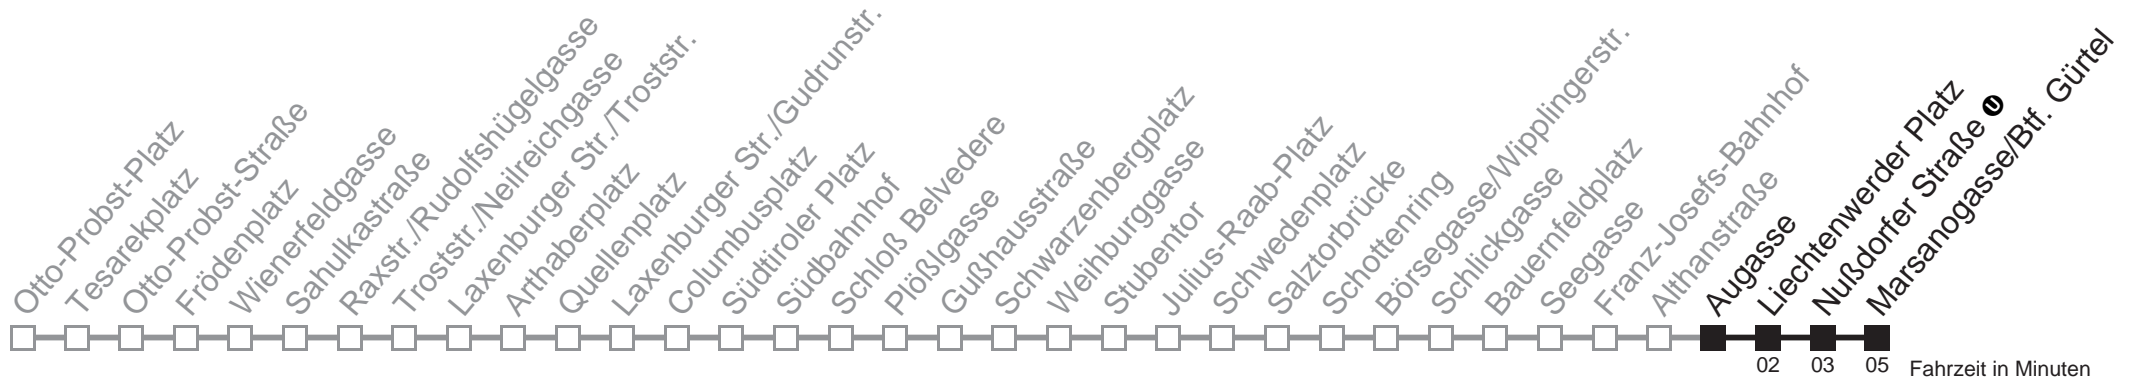 Otto-Probst-Platz
Tesarekplatz
Otto-Probst-Straße
Frödenplatz
Wienerfeldgasse
Sahulkastraße
Raxstr./Rudolfshügelgasse
Troststr./Neilreichgasse
Laxenburger Str./Troststr.
Arthaberplatz
Quellenplatz
Laxenburger Str./Gudrunstr.
Columbusplatz
Südtiroler Platz
Südbahnhof
Schloß Belvedere
Plößlgasse
Gußhausstraße
Schwarzenbergplatz
Weihburggasse
Stubentor
Julius-Raab-Platz
Schwedenplatz
Salztorbrücke
Schottenring
Börsegasse/Wipplingerstr.
Schlickgasse
Bauernfeldplatz
Seegasse
Franz-Josefs-Bahnhof
Althanstraße
Augasse
Liechtenwerder Platz
Nußdorfer Straße U
Marsanogasse/Btf. Gürtel
02 03 05 Fahrzeit in Minuten